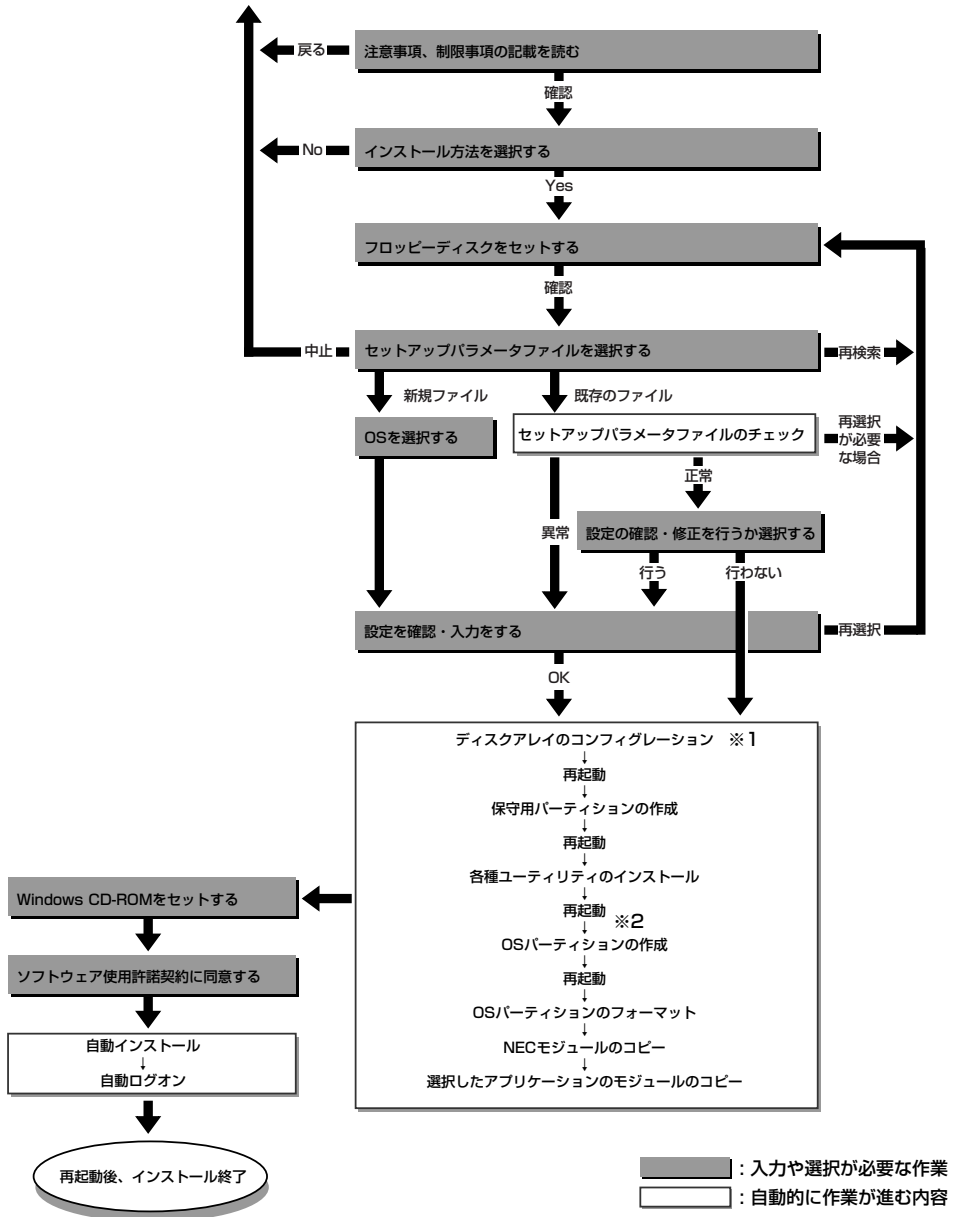 戻る
注意事項、制限事項の記載を読む
確認
No
インストール方法を選択する
Yes
フロッピーディスクをセットする
確認
中止
セットアップパラメータファイルを選択する
再検索
新規ファイル
既存のファイル
OSを選択する
セットアップパラメータファイルのチェック
再選択
が必要
な場合
正常
異常
設定の確認・修正を行うか選択する
行う
行わない
設定を確認・入力をする
再選択
OK
ディスクアレイのコンフィグレーション ※1
↓
再起動
↓
保守用パーティションの作成
↓
再起動
↓
各種ユーティリティのインストール
↓
再起動
↓ ※2
OSパーティションの作成
↓
再起動
↓
OSパーティションのフォーマット
↓
NECモジュールのコピー
↓
選択したアプリケーションのモジュールのコピー
Windows CD-ROMをセットする
ソフトウェア使用許諾契約に同意する
自動インストール
↓
自動ログオン
再起動後、インストール終了
：入力や選択が必要な作業
：自動的に作業が進む内容